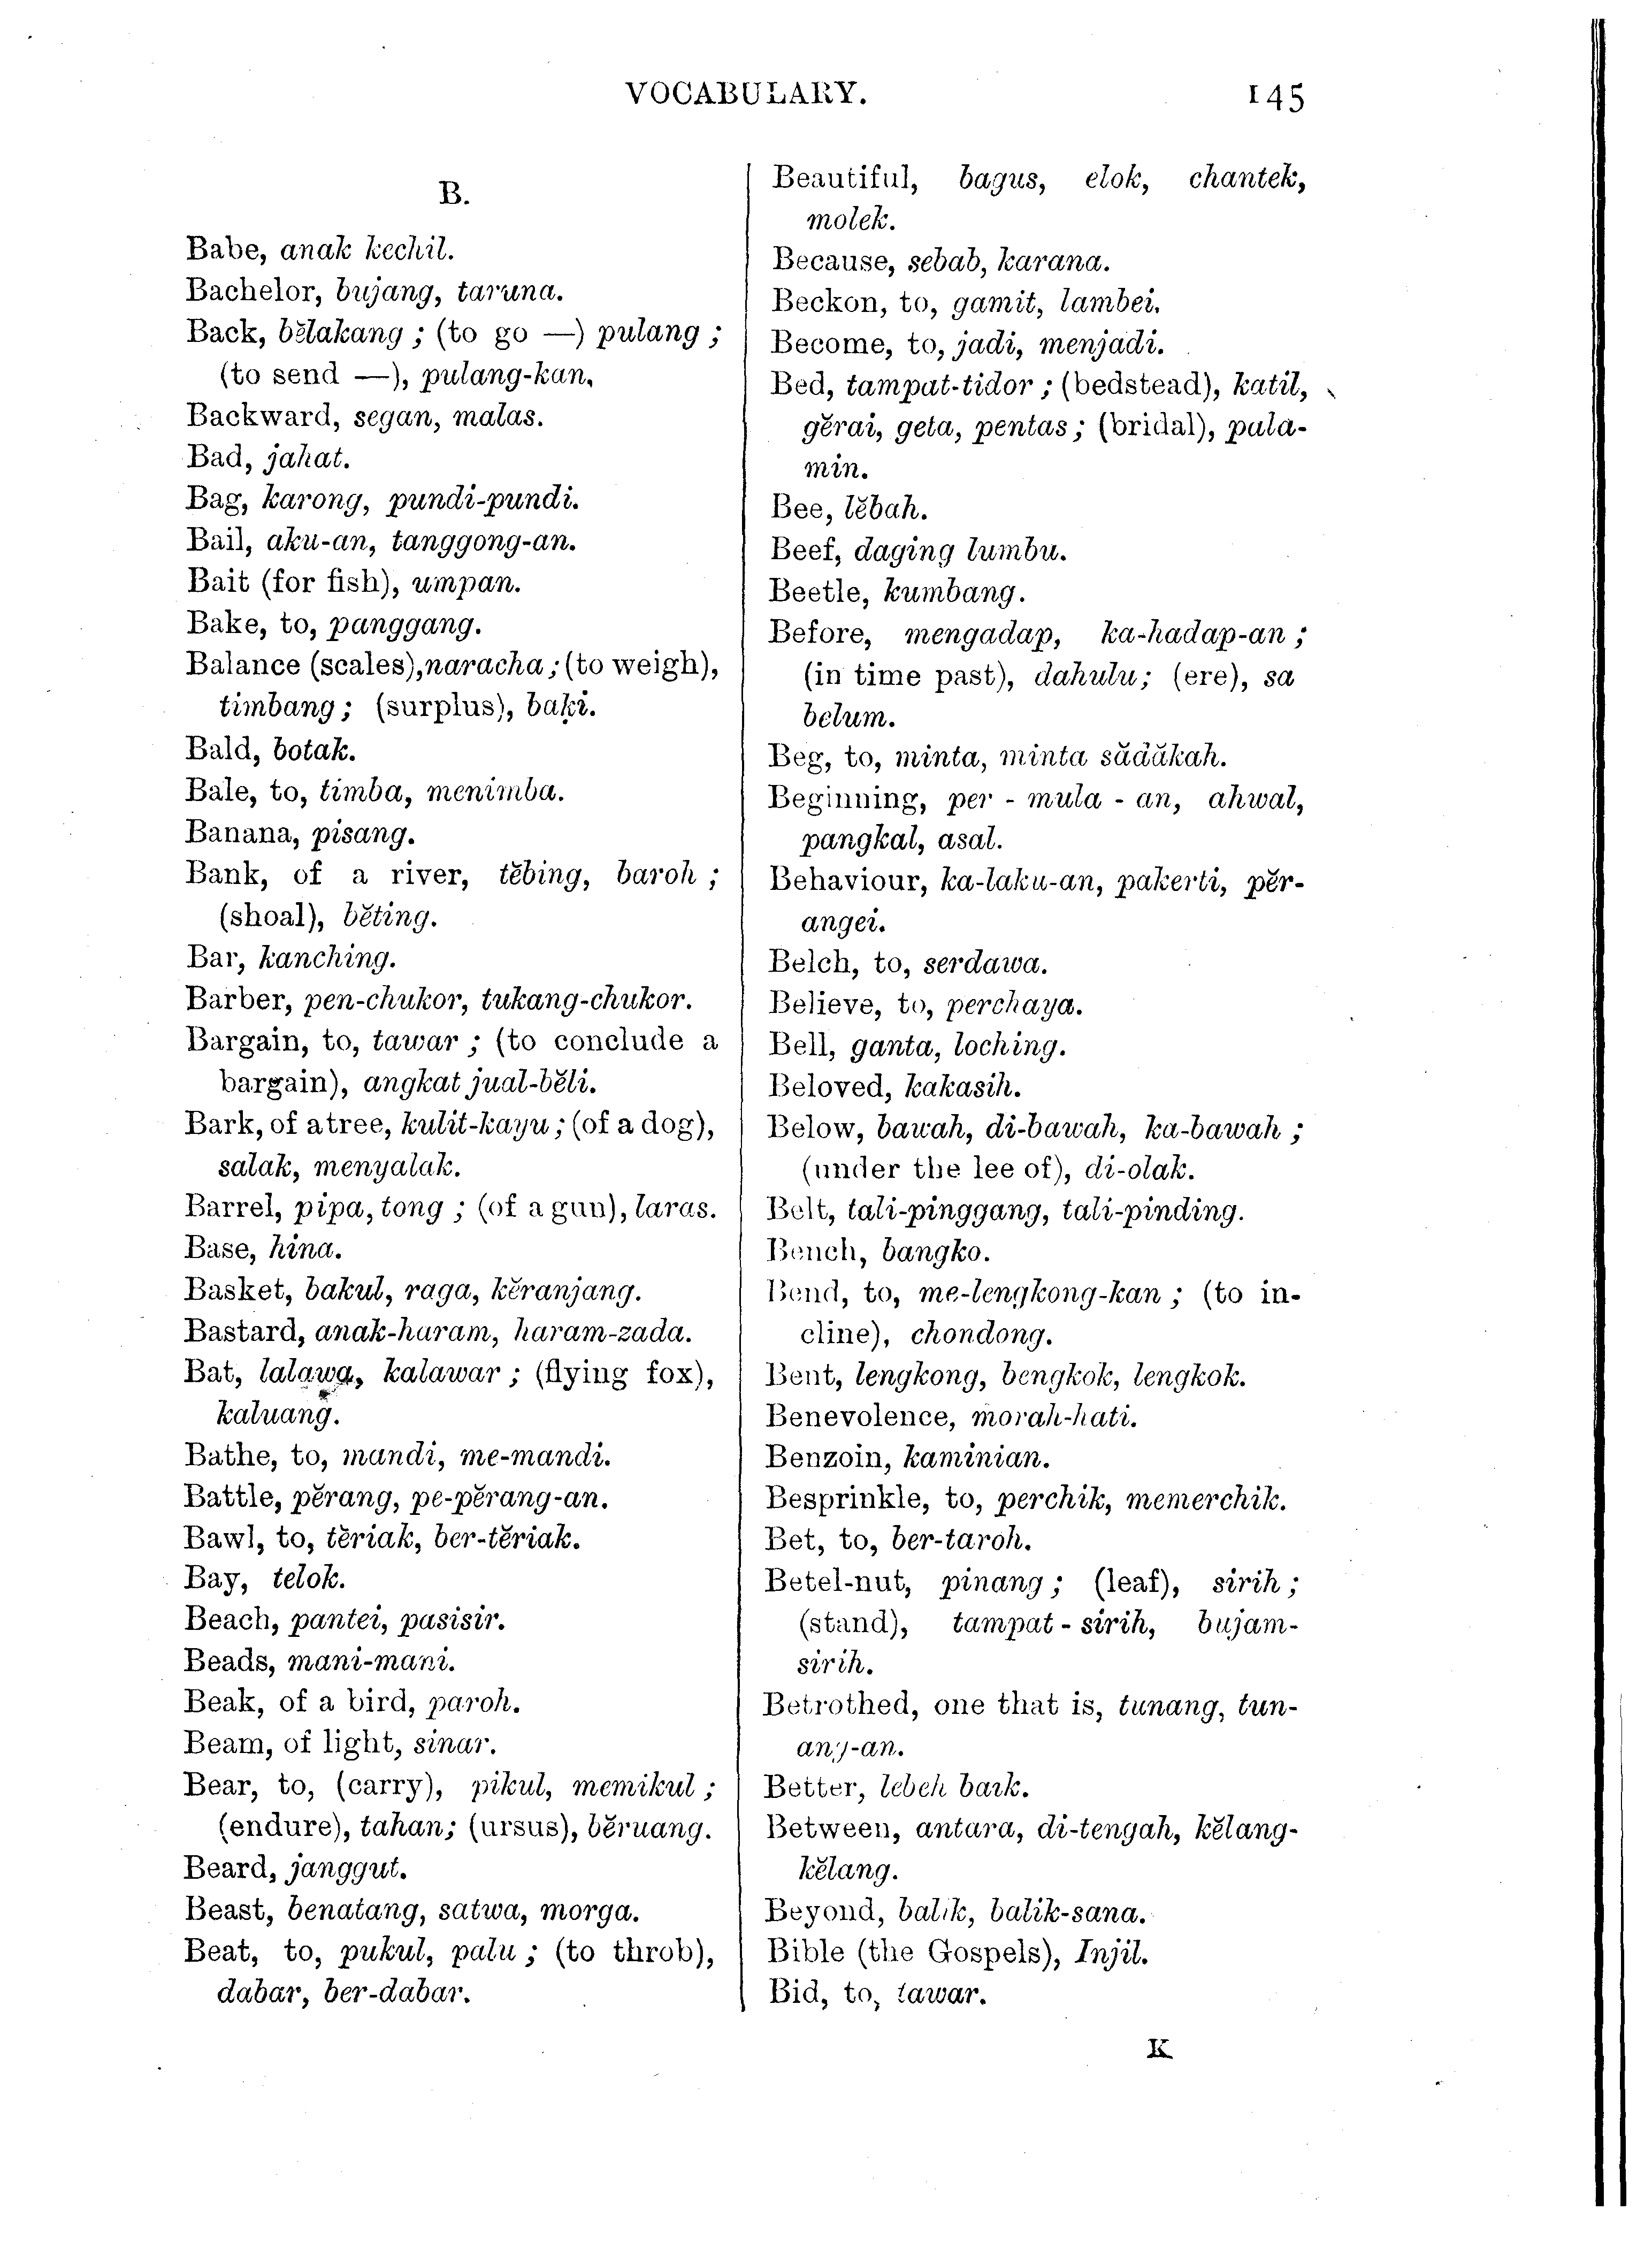 VOCABULARY. 145
B.
Babe, anak kechil.
Bachelor, bujang, taruna.
Back, bĕlakang ; (to go —) pulang ;
(to send —), pulang-kan.
Backward, segan, malas.
Bad, jahat.
Bag, karong, pundi-pundi.
Bail, aku-an, tanggong-an.
Bait (for fish), umpan.
Bake, to, panggang.
Balance (scales), naracha ; (to weigh),
timbang ; (surplus), baḳi.
Bald, botak.
Bale, to, timba, menimba.
Banana, pisang.
Bank, of a river, tĕbing, baroh ;
(shoal), bĕting.
Bar, kanching.
Barber, pen-chukor, tukang-chukor.
Bargain, to, tawar ; (to conclude a
bargain), angkat jual-bĕli.
Bark, of a tree, kulit-kayu ; (of a dog),
salak, menyalak.
Barrel, pipa, tong ; (of a gun), laras.
Base, hina.
Basket, bakul, raga, kĕranjang.
Bastard, anak-haram, haram-zada.
Bat, lalawa, kalawar ; (flying fox),
kaluang.
Bathe, to, mandi, me-mandi.
Battle, pĕrang, pe-pĕrang-an.
Bawl, to, tĕriak, ber-tĕriak.
Bay, telok.
Beach, pantei, pasisir.
Beads, mani-mani.
Beak, of a bird, paroh.
Beam, of light, sinar.
Bear, to, (carry), pikul, memikul ;
(endure), tahan; (ursus), bĕruang.
Beard, janggut.
Beast, benatang, satwa, morga.
Beat, to, pukul, palu ; (to throb),
dabar, ber-dabar.
Beautiful, bagus, elok, chantek,
molek.
Because, sebab, karana.
Beckon, to, gamit, lambei.
Become, to, jadi, menjadi.
Bed, tampat-tidor ; (bedstead), katil,
gĕrai, geta, pentas ; (bridal), pala-
min.
Bee, lĕbah.
Beef, daging lumbu.
Beetle, kumbang.
Before, mengadap, ka-hadap-an ;
(in time past), dahulu; (ere), sa
belum.
Beg, to, minta, minta sădăkah.
Beginning, per - mula - an, ahwal,
pangkal, asal.
Behaviour, ka-laku-an, pakerti, pĕr-
angei.
Belch, to, serdawa.
Believe, to, perchaya.
Bell, ganta, loching.
Beloved, kakasih.
Below, bawah, di-bawah, ka-bawah ;
(under the lee of), di-olak.
Belt, tali-pinggang, tali-pinding.
Bench, bangko.
Bend, to, me-lengkong-kan ; (to in-
cline), chondong.
Bent, lengkong, bengkok, lengkok.
Benevolence, morah-hati.
Benzoin, kaminian.
Besprinkle, to, perchik, memerchik.
Bet, to, ber-taroh.
Betel-nut, pinang ; (leaf), sirih ;
(stand), tampat - sirih, bujam-
sirih.
Betrothed, one that is, tunang, tun-
ang-an.
Better, lebeh baik.
Between, antara, di-tengah, kĕlang-
kĕlang.
Beyond, balik, balik-sana.
Bible (the Gospels), Injil.
Bid, to, tawar.
K